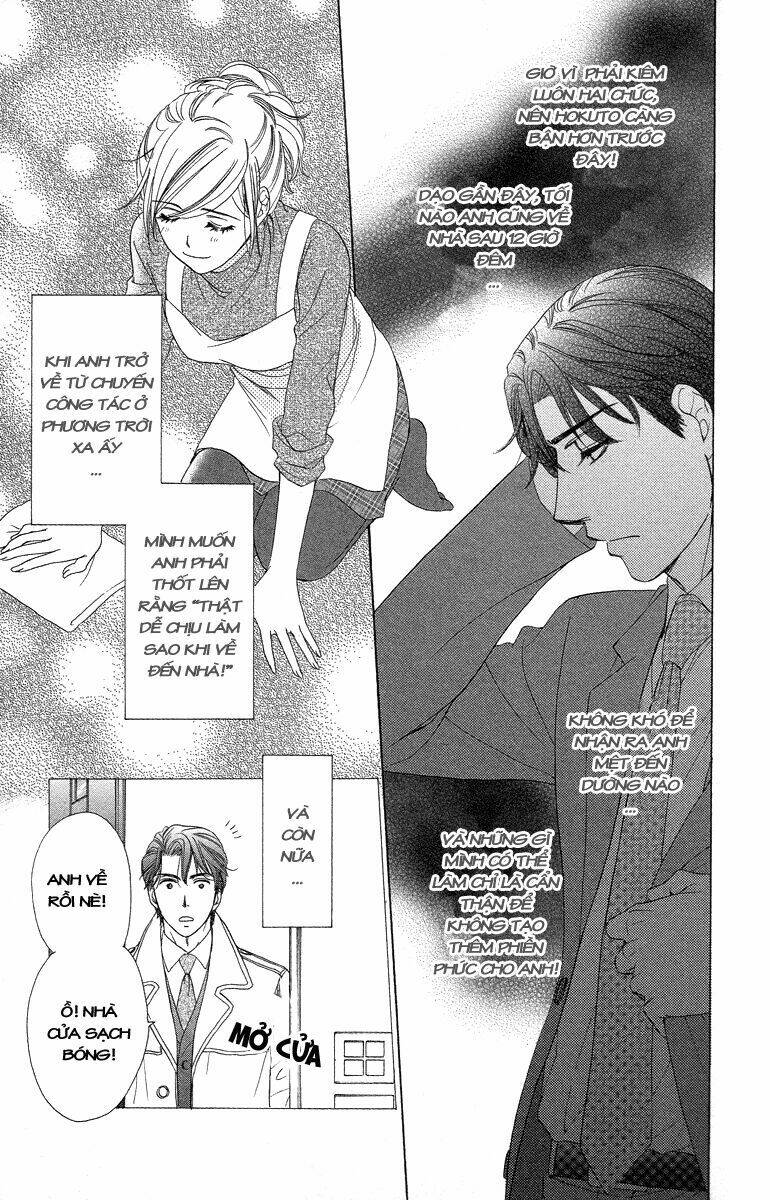 GIỜ VÌ PHẢI KIÊM
LUÔN HAI CHỨC,
NÊN HOKUTO CÀNG
BẬN HƠN TRƯỚC
ĐÂY!
DẠO GẦN ĐÂY, TỐI
NÀO ANH CŨNG VỀ
NHÀ SAU 12 GIỜ
ĐÊM
...
KHÔNG KHÓ ĐỂ
NHẬN RA ANH
MỆT ĐẾN
DƯỜNG NÀO
...
VÀ NHỮNG GÌ
MÌNH CÓ THỂ
LÀM CHỈ LÀ CẨN
THẬN ĐỂ
KHÔNG TẠO
THÊM PHIỀN
PHỨC CHO ANH!
KHI ANH TRỞ
VỀ TỪ CHUYẾN
CÔNG TÁC Ở
PHƯƠNG TRỜI
XA ẤY
...
MÌNH MUỐN
ANH PHẢI
THỐT LÊN
RẰNG "THẬT
DỄ CHỊU LÀM
SAO KHI VỀ
ĐẾN NHÀ!"
VÀ
CÒN
NỮA
...
MỞ CỬA
ANH VỀ
RỒI NÈ!
Ồ! NHÀ
CỬA SẠCH
BÓNG!